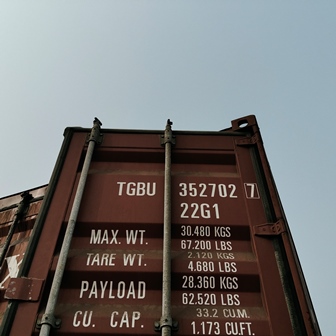 TGBU 352702 7
22G1
MAX. WT. 30.480 KGS
67.200 LBS
TARE WT. 2.120 KGS
4.680 LBS
PAYLOAD 28.360 KGS
62.520 LBS
CU. CAP. 33.2 CU.M.
1.173 CU.FT.